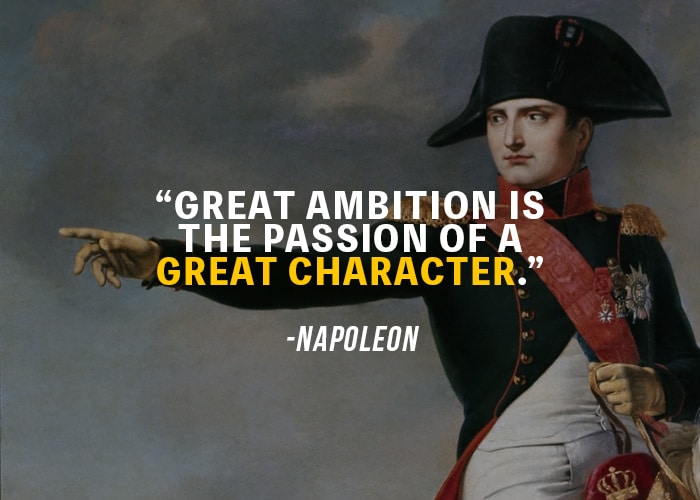 “GREAT AMBITION IS
THE PASSION OF A
GREAT CHARACTER.”
-NAPOLEON